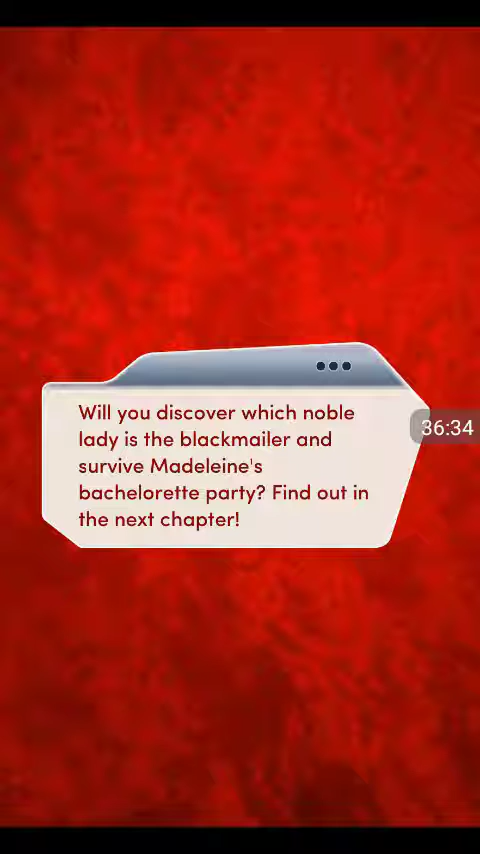 Will you discover which noble
lady is the blackmailer and
36:34
survive Madeleine's
bachelorette party? Find out in
the next chapter!